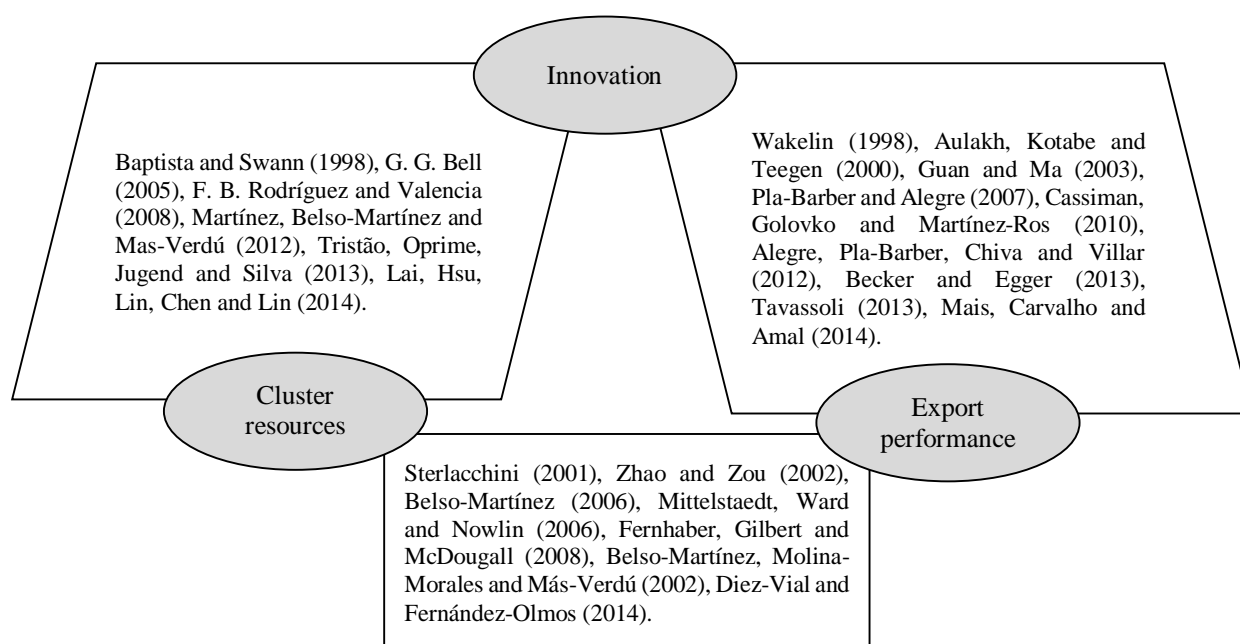 Innovation
Baptista and Swann (1998), G. G. Bell
(2005), F. B. Rodríguez and Valencia
(2008), Martínez, Belso-Martínez and
Mas-Verdú (2012), Tristão, Oprime,
Jugend and Silva (2013), Lai, Hsu,
Lin, Chen and Lin (2014).
Wakelin (1998), Aulakh, Kotabe and
Teegen (2000), Guan and Ma (2003),
Pla-Barber and Alegre (2007), Cassiman,
Golovko and Martínez-Ros (2010),
Alegre, Pla-Barber, Chiva and Villar
(2012), Becker and Egger (2013),
Tavassoli (2013), Mais, Carvalho and
Amal (2014).
Cluster
resources
Export
performance
Sterlacchini (2001), Zhao and Zou (2002),
Belso-Martínez (2006), Mittelstaedt, Ward
and Nowlin (2006), Fernhaber, Gilbert and
McDougall (2008), Belso-Martínez, Molina-
Morales and Más-Verdú (2002), Diez-Vial and
Fernández-Olmos (2014).